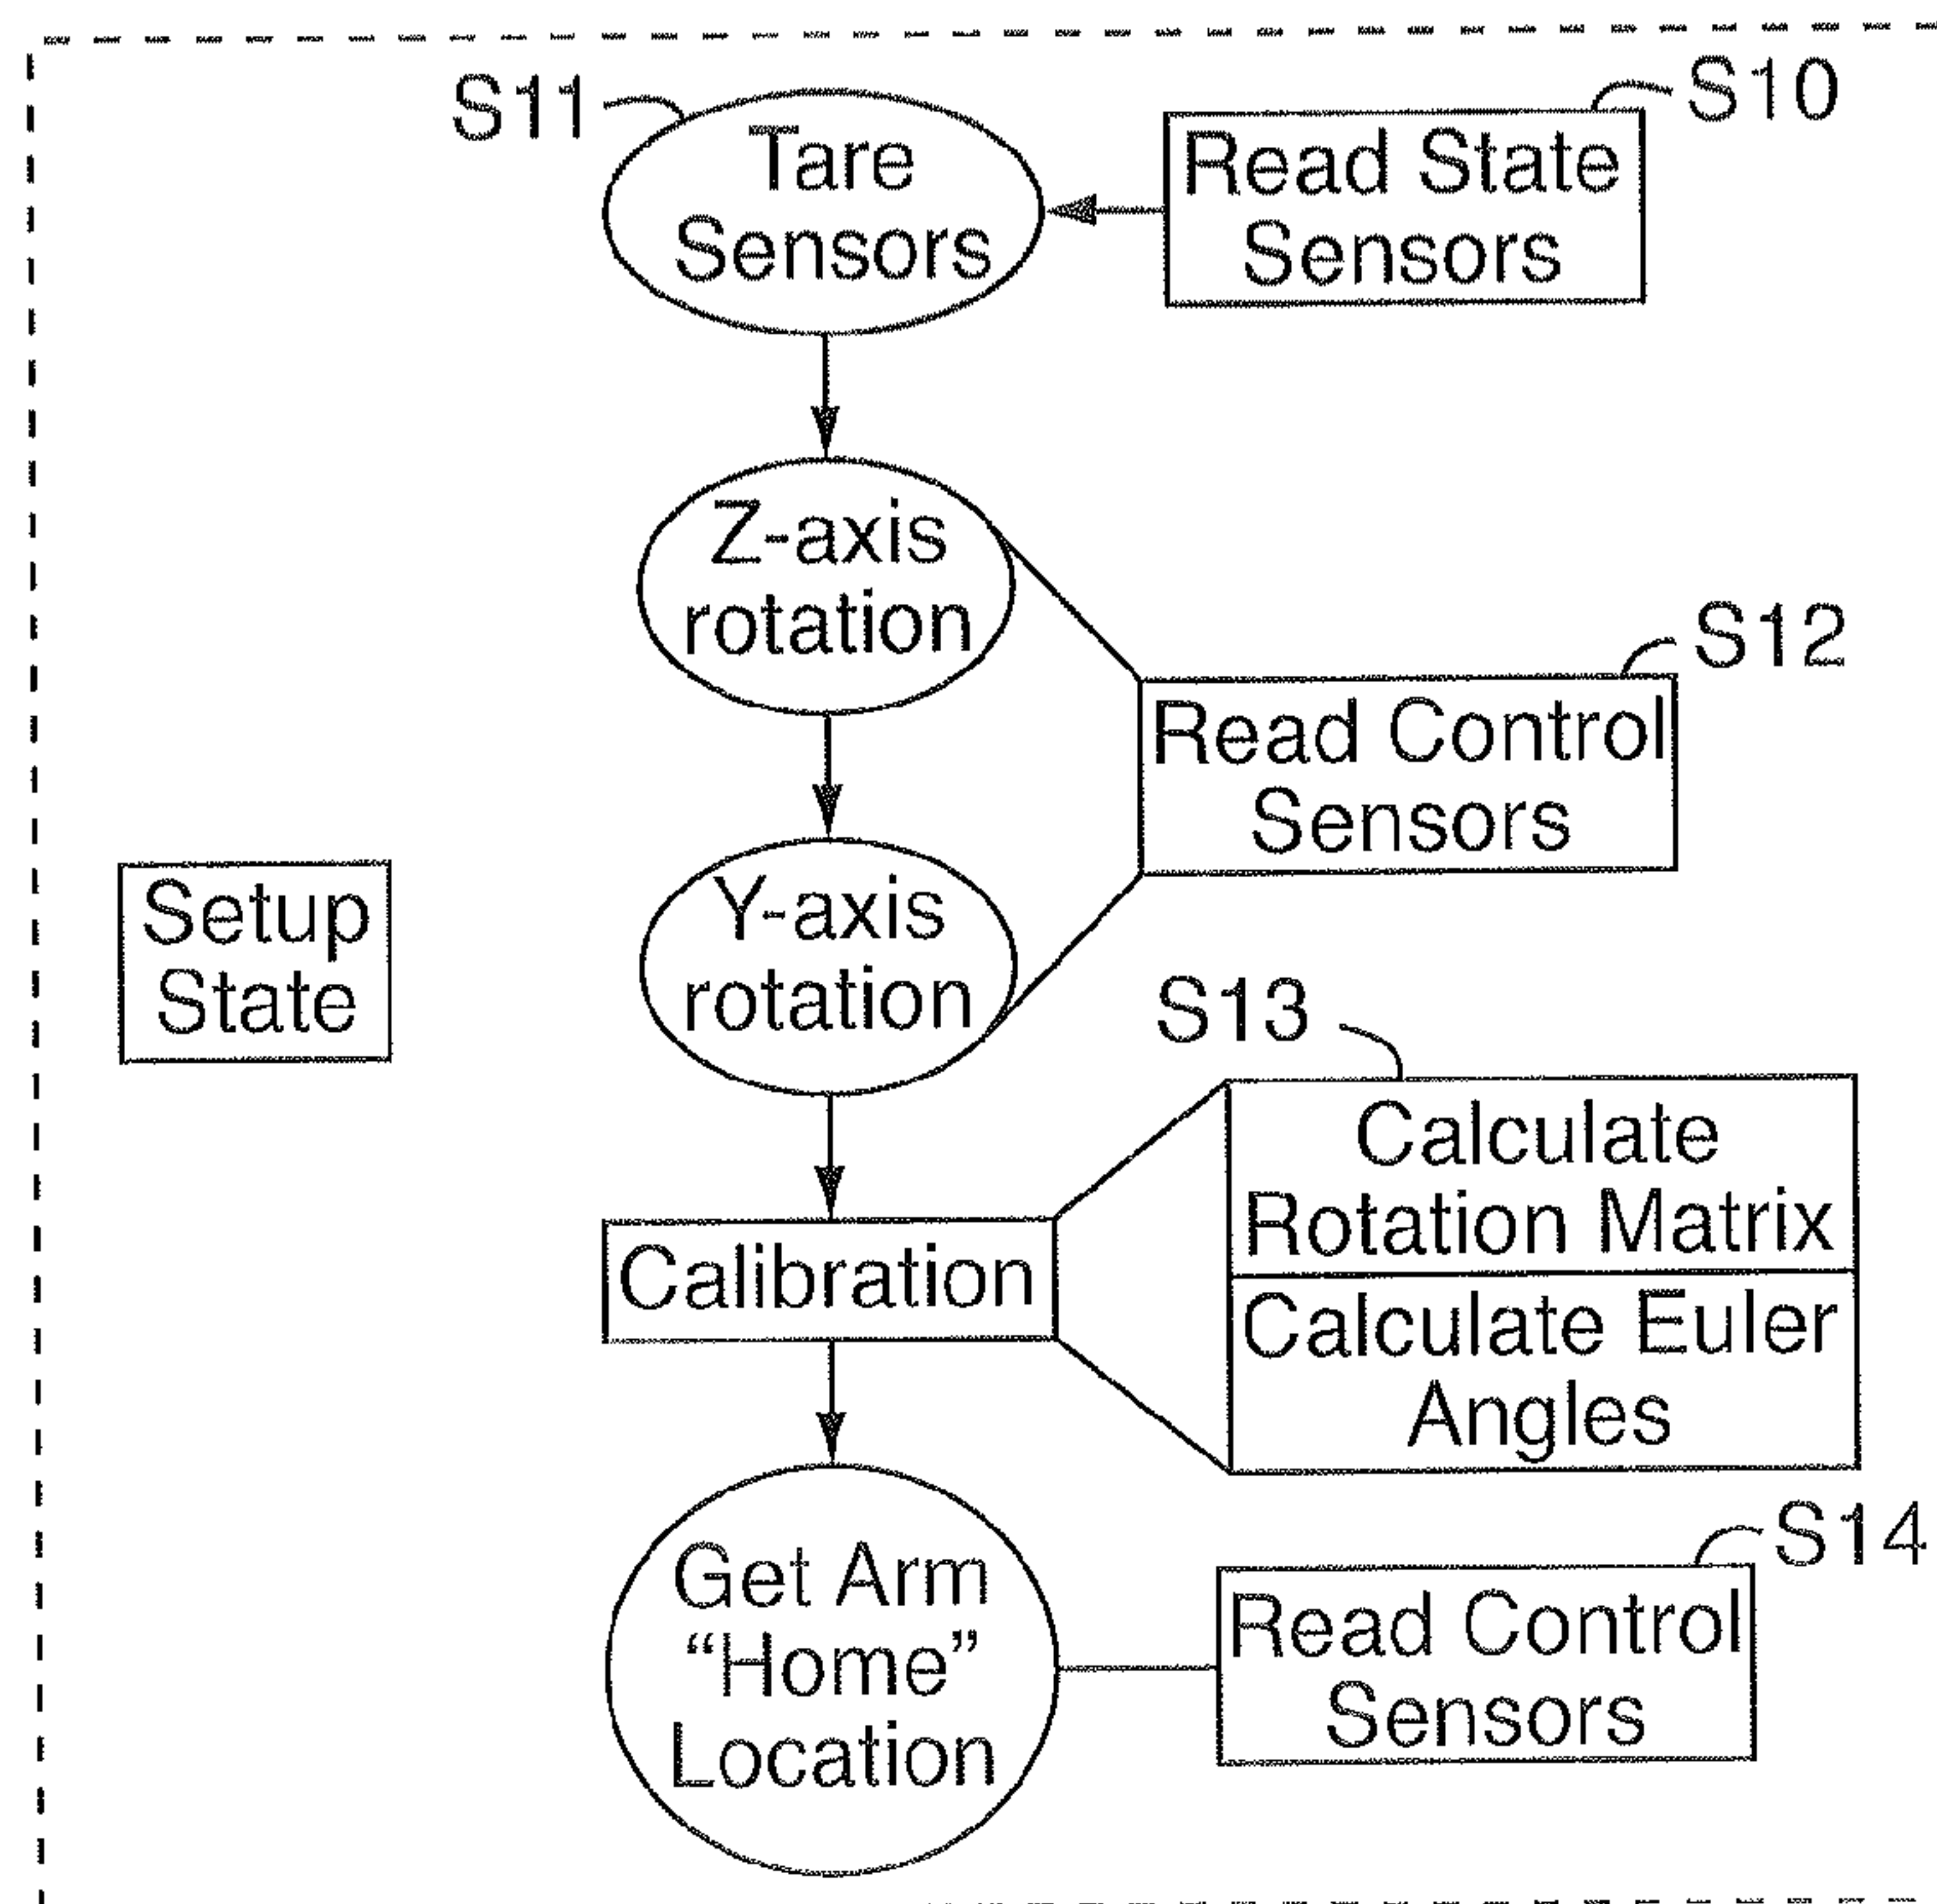 S11
Tare
Sensors
S10
Read State
Sensors
Z-axis
rotation
S12
Read Control
Sensors
Setup
State
Y-axis
rotation
S13
Calculate
Rotation Matrix
Calibration
Calculate Euler
Angles
S14
Get Arm
“Home”
Location
Read Control
Sensors